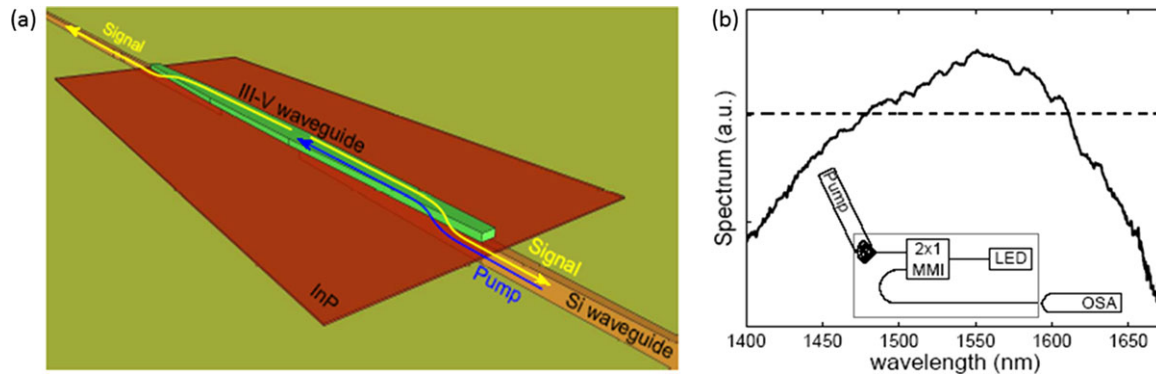 (a)
Signal
III-V waveguide
InP
Pump
Signal
Si waveguide
(b)
Spectrum (a.u.)
Pump
2x1
MMI
LED
OSA
1400
1450
1500
1550
1600
1650
wavelength (nm)